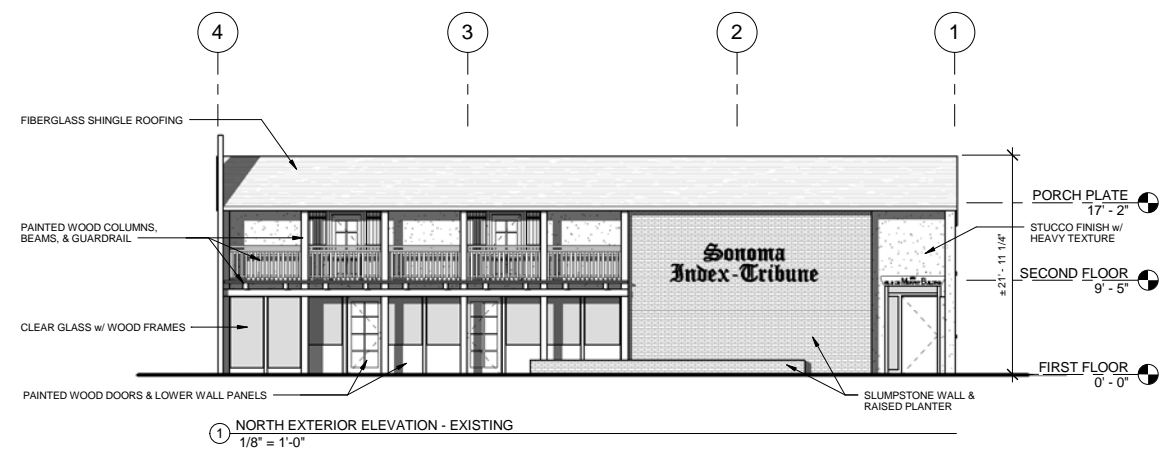 4
3
2
1
FIBERGLASS SHINGLE ROOFING
PORCH PLATE
17' - 2"
PAINTED WOOD COLUMNS,
BEAMS, & GUARDRAIL
STUCCO FINISH w/
HEAVY TEXTURE
Sonoma
Index-Tribune
± 21' - 11 1/4"
SECOND FLOOR
9' - 5"
CLEAR GLASS w/ WOOD FRAMES
FIRST FLOOR
0' - 0"
PAINTED WOOD DOORS & LOWER WALL PANELS
SLUMPSTONE WALL &
RAISED PLANTER
1
NORTH EXTERIOR ELEVATION - EXISTING
1/8" = 1'-0"